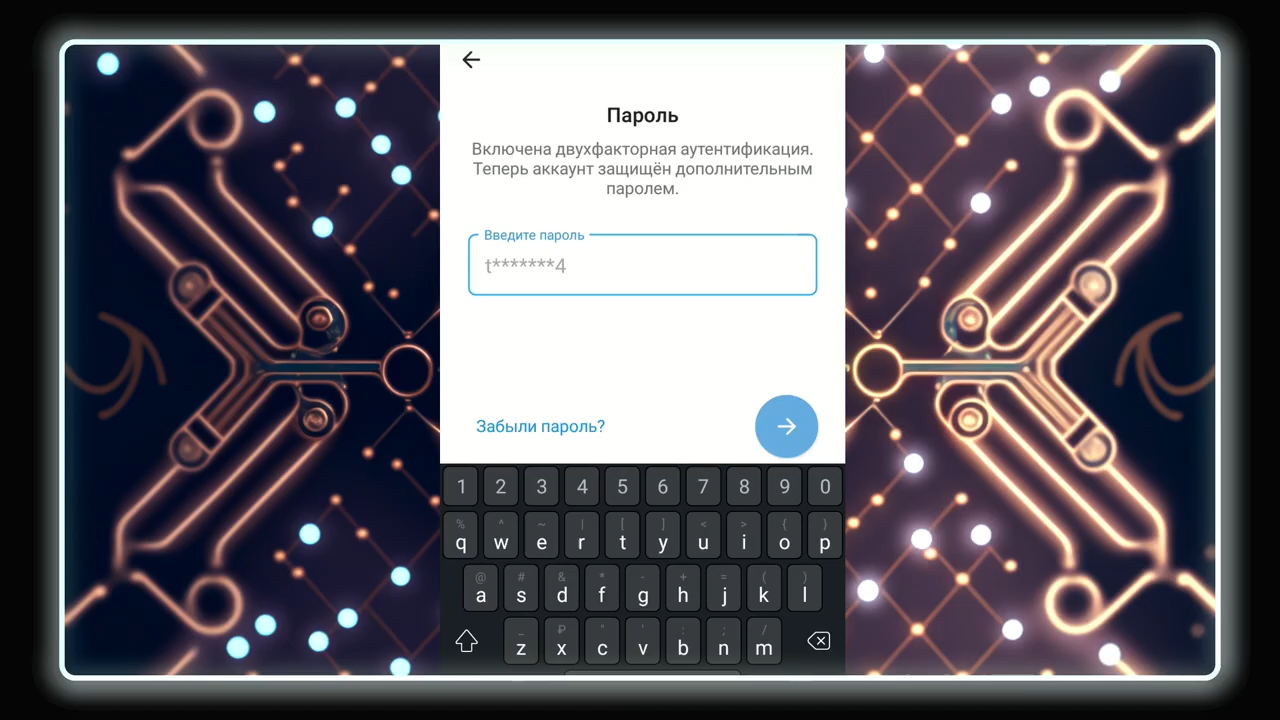 Пароль
Включена двухфакторная аутентификация.
Теперь аккаунт защищён дополнительным
паролем.
Введите пароль
t*******4
Забыли пароль?
1 2 3 4 5 6 7 8 9 0
% ^ ~ | [ ] < > { }
q w e r t y u i o p
@ # & * - + = ( )
a s d f g h j k l
_ ₽ " ' : ; /
z x c v b n m